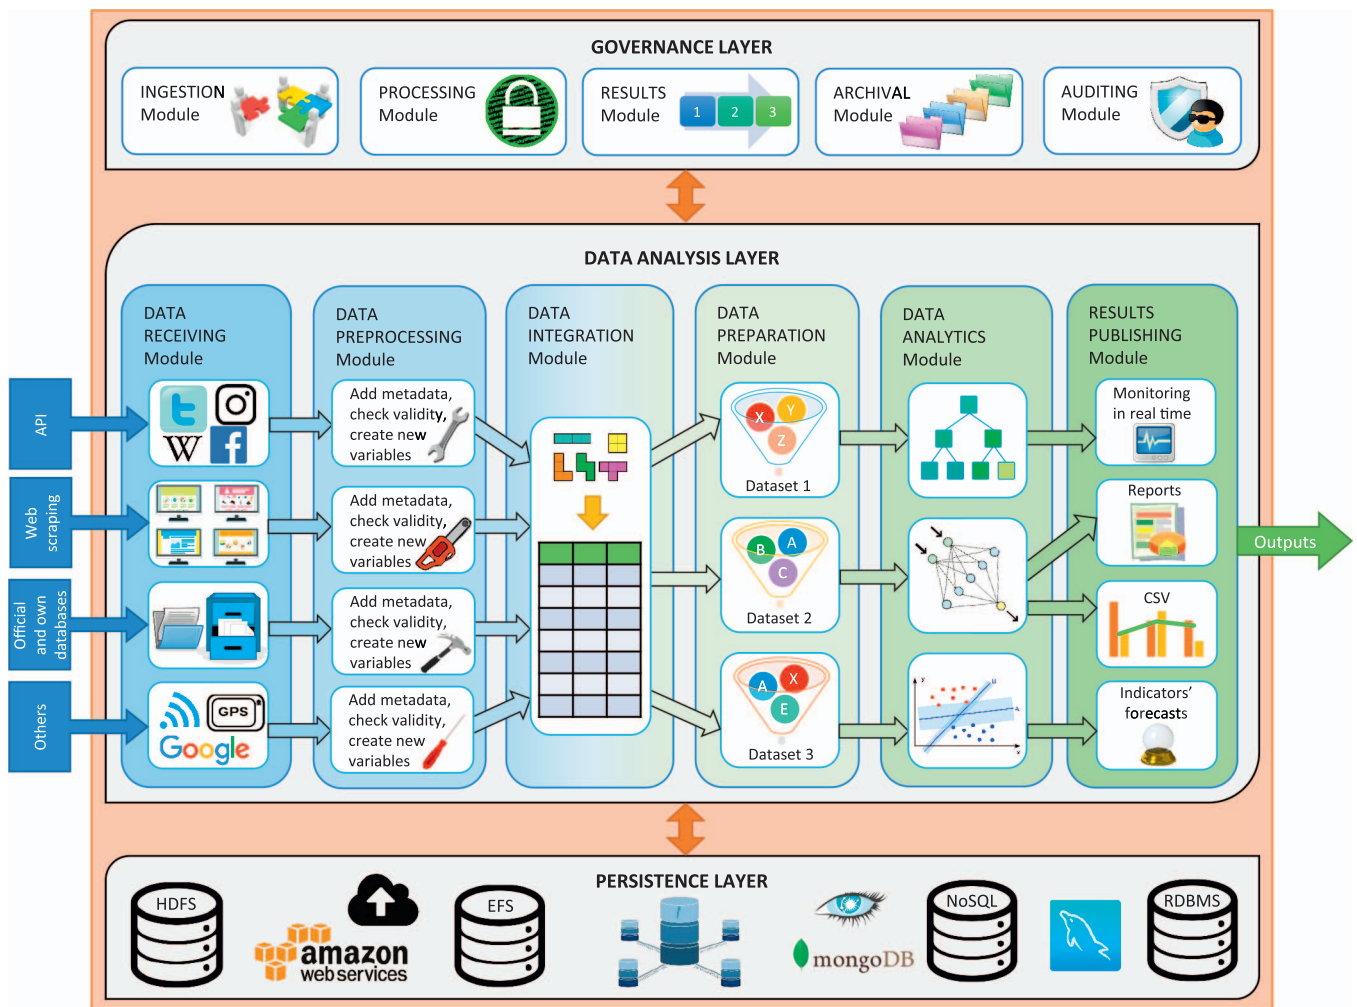 GOVERNANCE LAYER
INGESTION
Module
PROCESSING
Module
RESULTS
Module
1 2 3
ARCHIVAL
Module
AUDITING
Module
DATA ANALYSIS LAYER
DATA
RECEIVING
Module
DATA
PREPROCESSING
Module
DATA
INTEGRATION
Module
DATA
PREPARATION
Module
DATA
ANALYTICS
Module
RESULTS
PUBLISHING
Module
API
Web
scraping
Official
and own
databases
Others
W
GPS
Google
Add metadata,
check validity,
create new
variables
Add metadata,
check validity,
create new
variables
Add metadata,
check validity,
create new
variables
Add metadata,
check validity,
create new
variables
X Y
Z
Dataset 1
B A
C
Dataset 2
A X
E
Dataset 3
Monitoring
in real time
Reports
CSV
Indicators'
forecasts
Outputs
PERSISTENCE LAYER
HDFS
amazon
web services
EFS
mongoDB
NoSQL
RDBMS